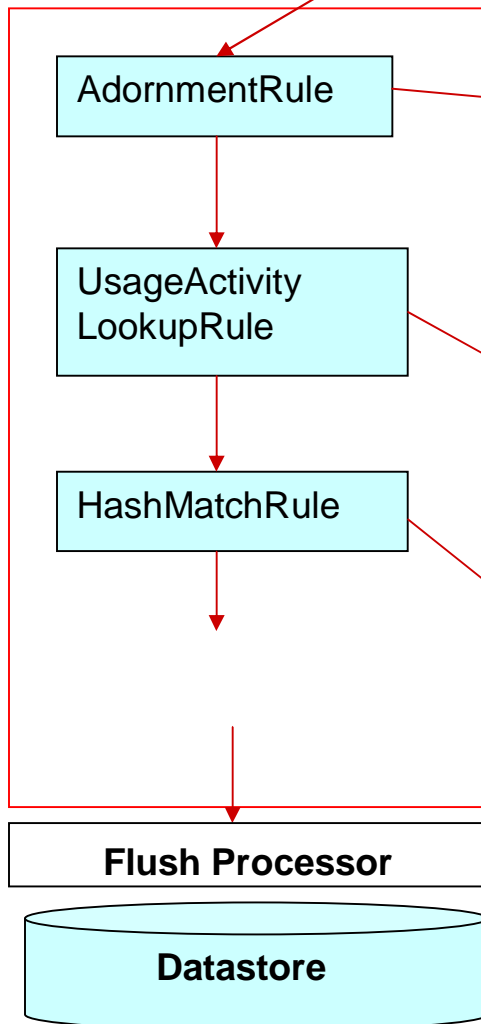 AdornmentRule
UsageActivity
LookupRule
HashMatchRule
Flush Processor
Datastore